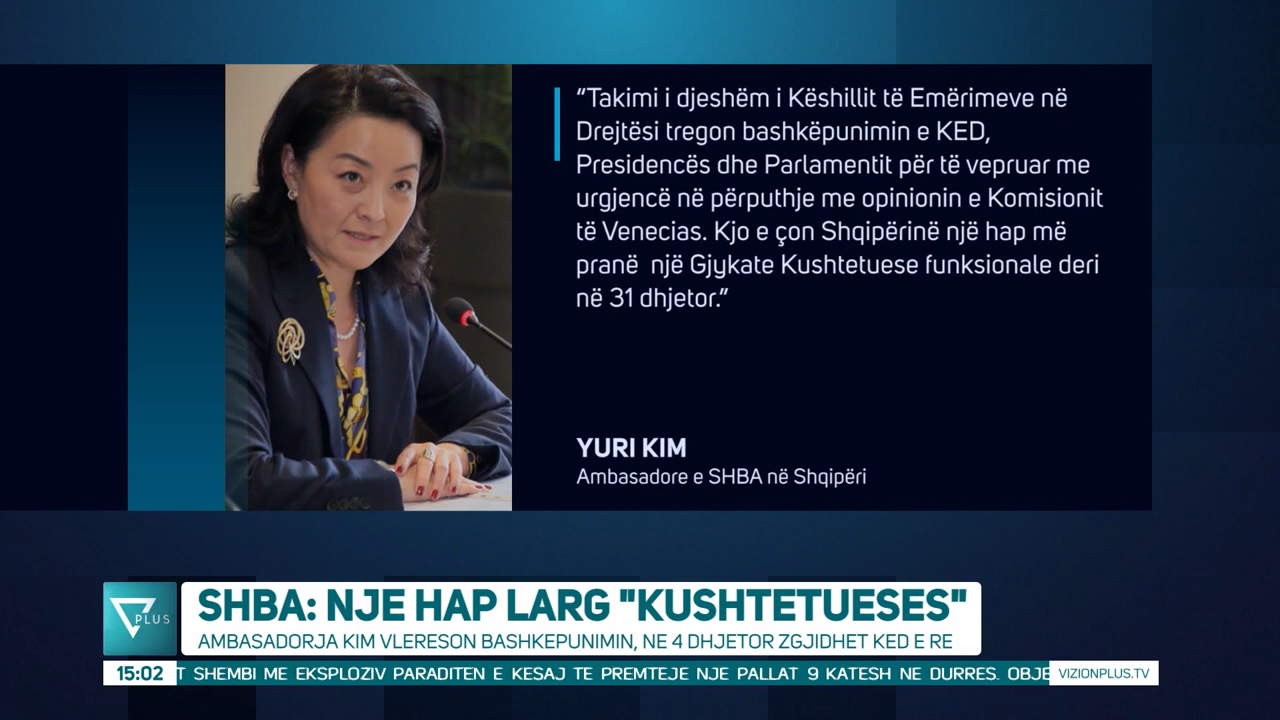 “Takimi i djeshëm i Këshillit të Emërimeve në
Drejtësi tregon bashkëpunimin e KED,
Presidencës dhe Parlamentit për të vepruar me
urgjencë në përputhje me opinionin e Komisionit
të Venecias. Kjo e çon Shqipërinë një hap më
pranë një Gjykate Kushtetuese funksionale deri
në 31 dhjetor.”
YURI KIM
Ambasadore e SHBA në Shqipëri
PLUS
SHBA: NJE HAP LARG "KUSHTETUESES"
AMBASADORJA KIM VLERESON BASHKEPUNIMIN, NE 4 DHJETOR ZGJIDHET KED E RE
15:02 T SHEMBI ME EKSPLOZIV PARADITEN E KESAJ TE PREMTEJE NJE PALLAT 9 KATESH NE DURRES. OBJE VIZIONPLUS.TV